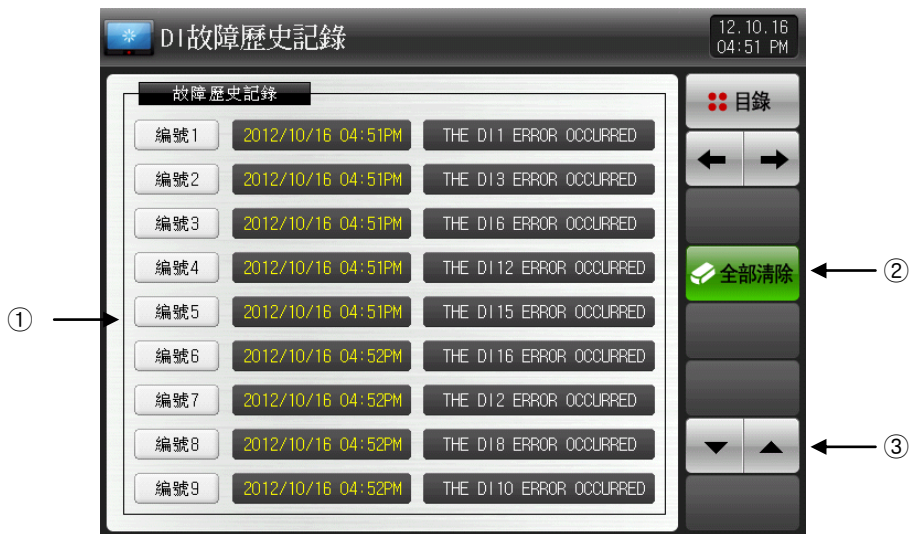 DI故障歷史記錄
12.10.16
04:51 PM
故障歷史記錄
目錄
編號1 2012/10/16 04:51PM THE DI1 ERROR OCCURRED
編號2 2012/10/16 04:51PM THE DI3 ERROR OCCURRED
編號3 2012/10/16 04:51PM THE DI6 ERROR OCCURRED
編號4 2012/10/16 04:51PM THE DI12 ERROR OCCURRED
全部清除
②
編號5 2012/10/16 04:51PM THE DI15 ERROR OCCURRED
①
編號6 2012/10/16 04:52PM THE DI16 ERROR OCCURRED
編號7 2012/10/16 04:52PM THE DI2 ERROR OCCURRED
編號8 2012/10/16 04:52PM THE DI8 ERROR OCCURRED
③
編號9 2012/10/16 04:52PM THE DI10 ERROR OCCURRED